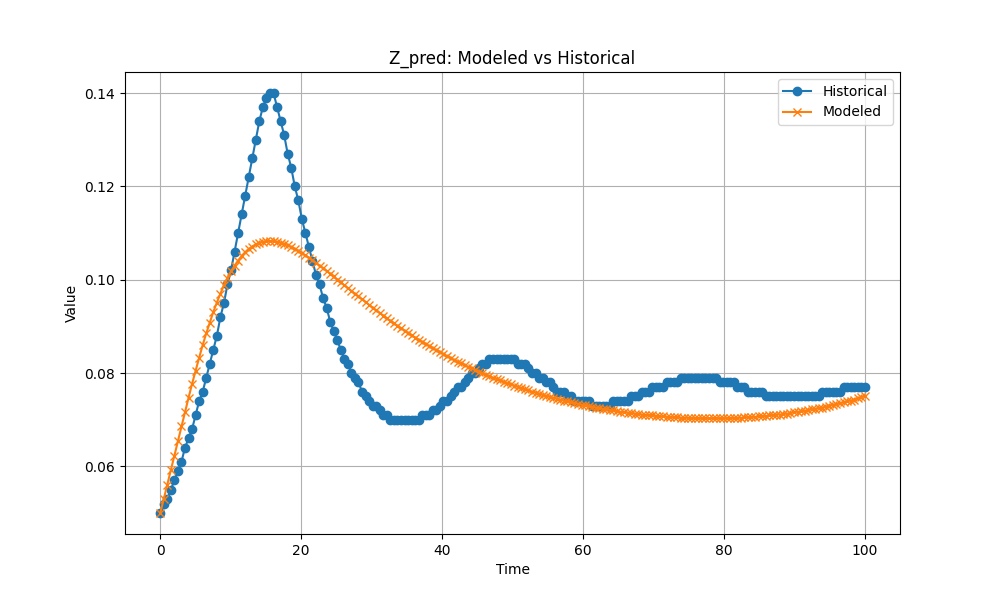 Z_pred: Modeled vs Historical
Historical
Modeled
Value
0.14
0.12
0.10
0.08
0.06
0 20 40 60 80 100
Time